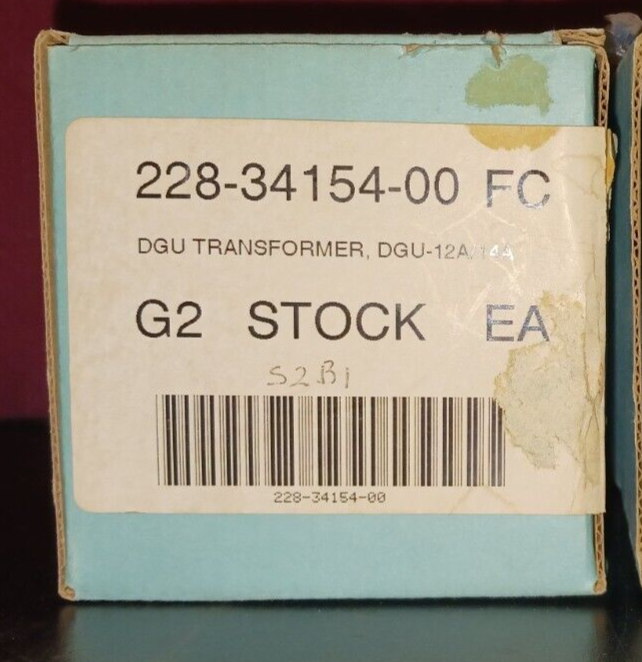 228-34154-00 FC
DGU TRANSFORMER, DGU-12A/14A
G2 STOCK EA
S2B1
228-34154-00